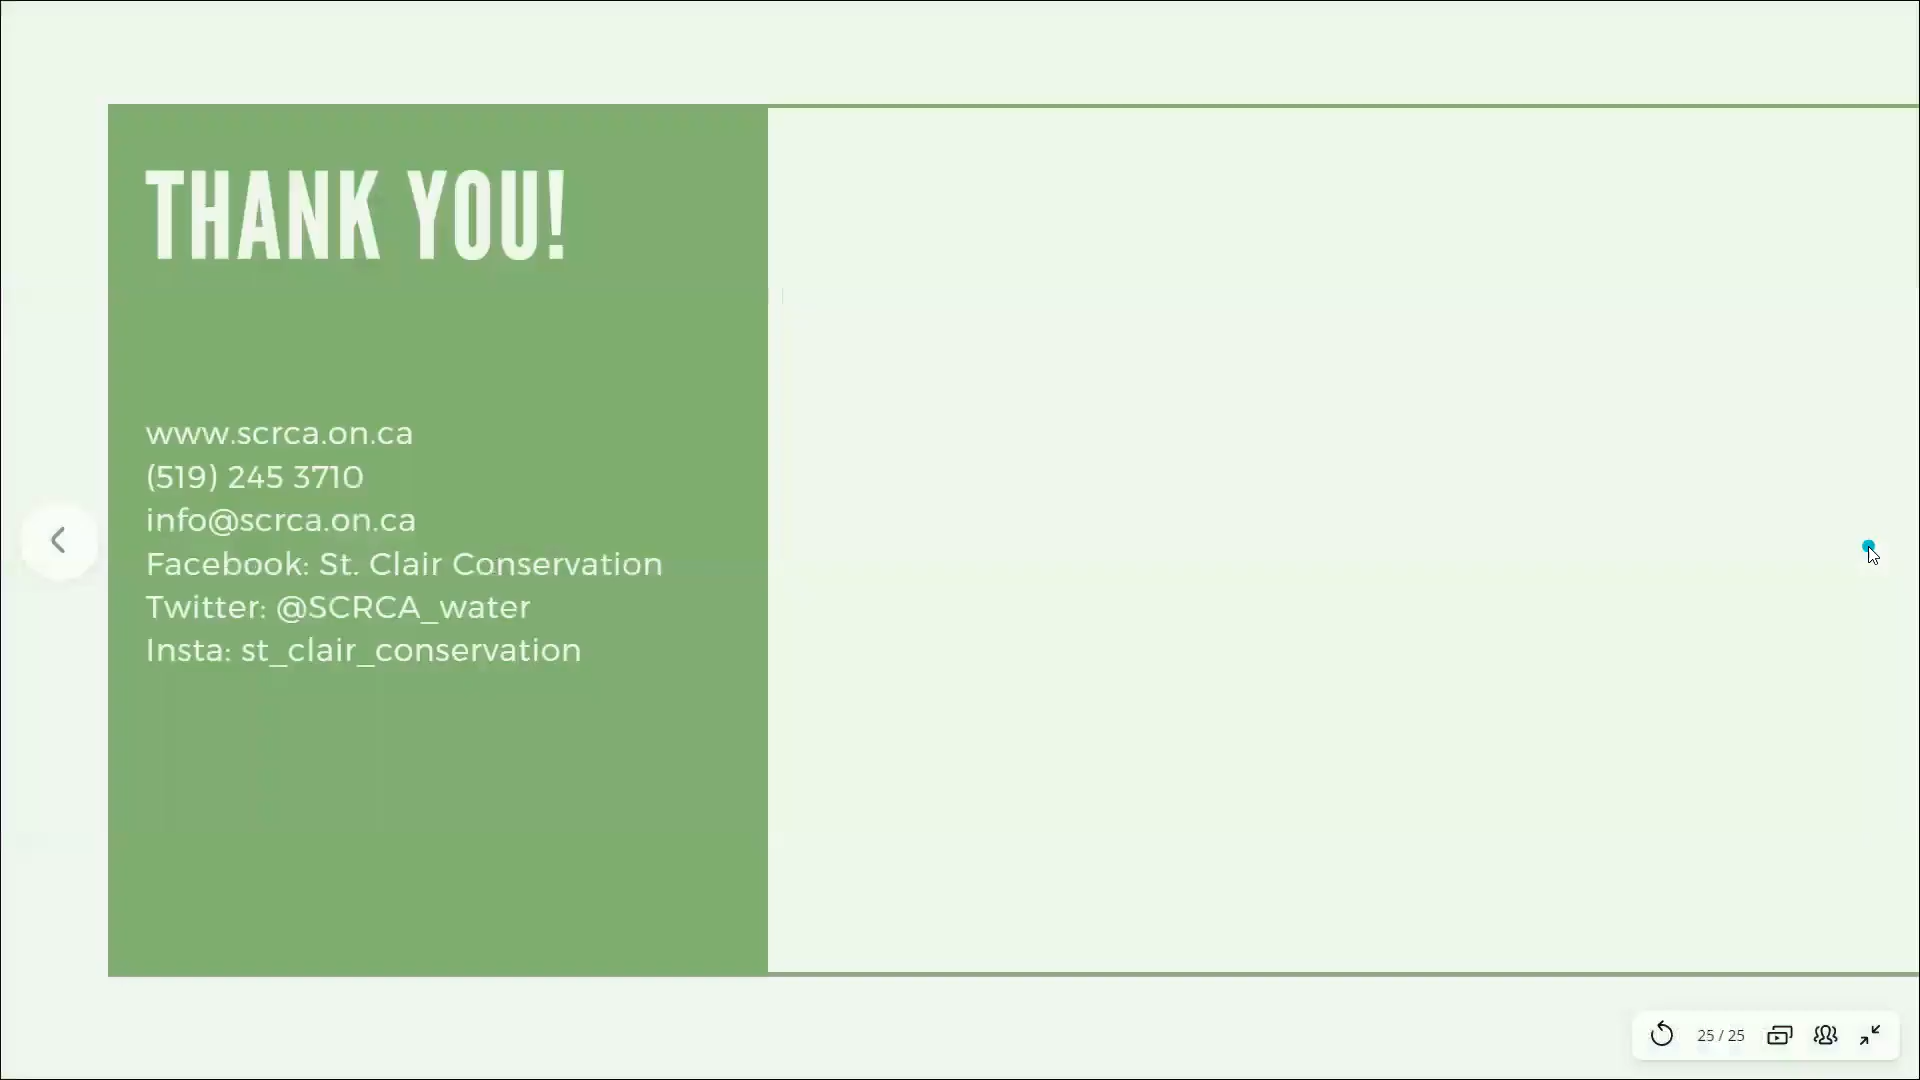 THANK YOU!
www.scrca.on.ca
(519) 245 3710
info@scrca.on.ca
Facebook: St. Clair Conservation
Twitter: @SCRCA_water
Insta: st_clair_conservation
25 / 25